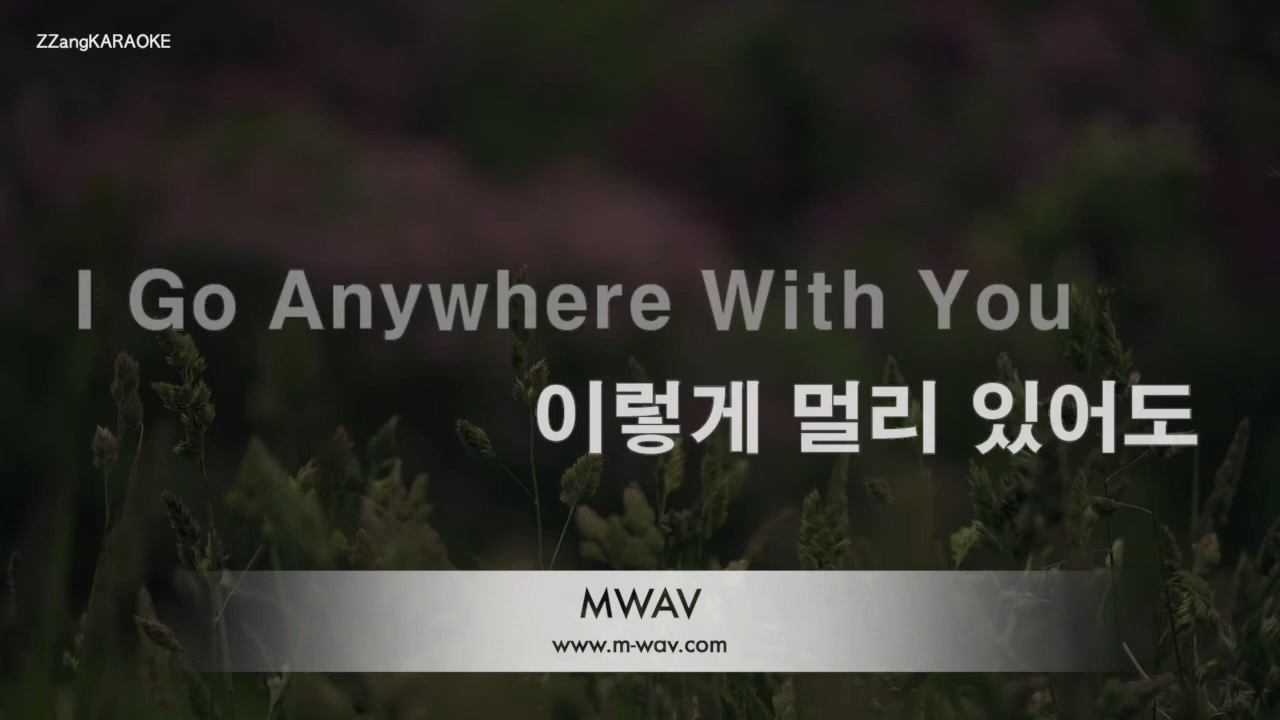 ZZangKARAOKE
I Go Anywhere With You
이렇게 멀리 있어도
MWAV
www.m-wav.com